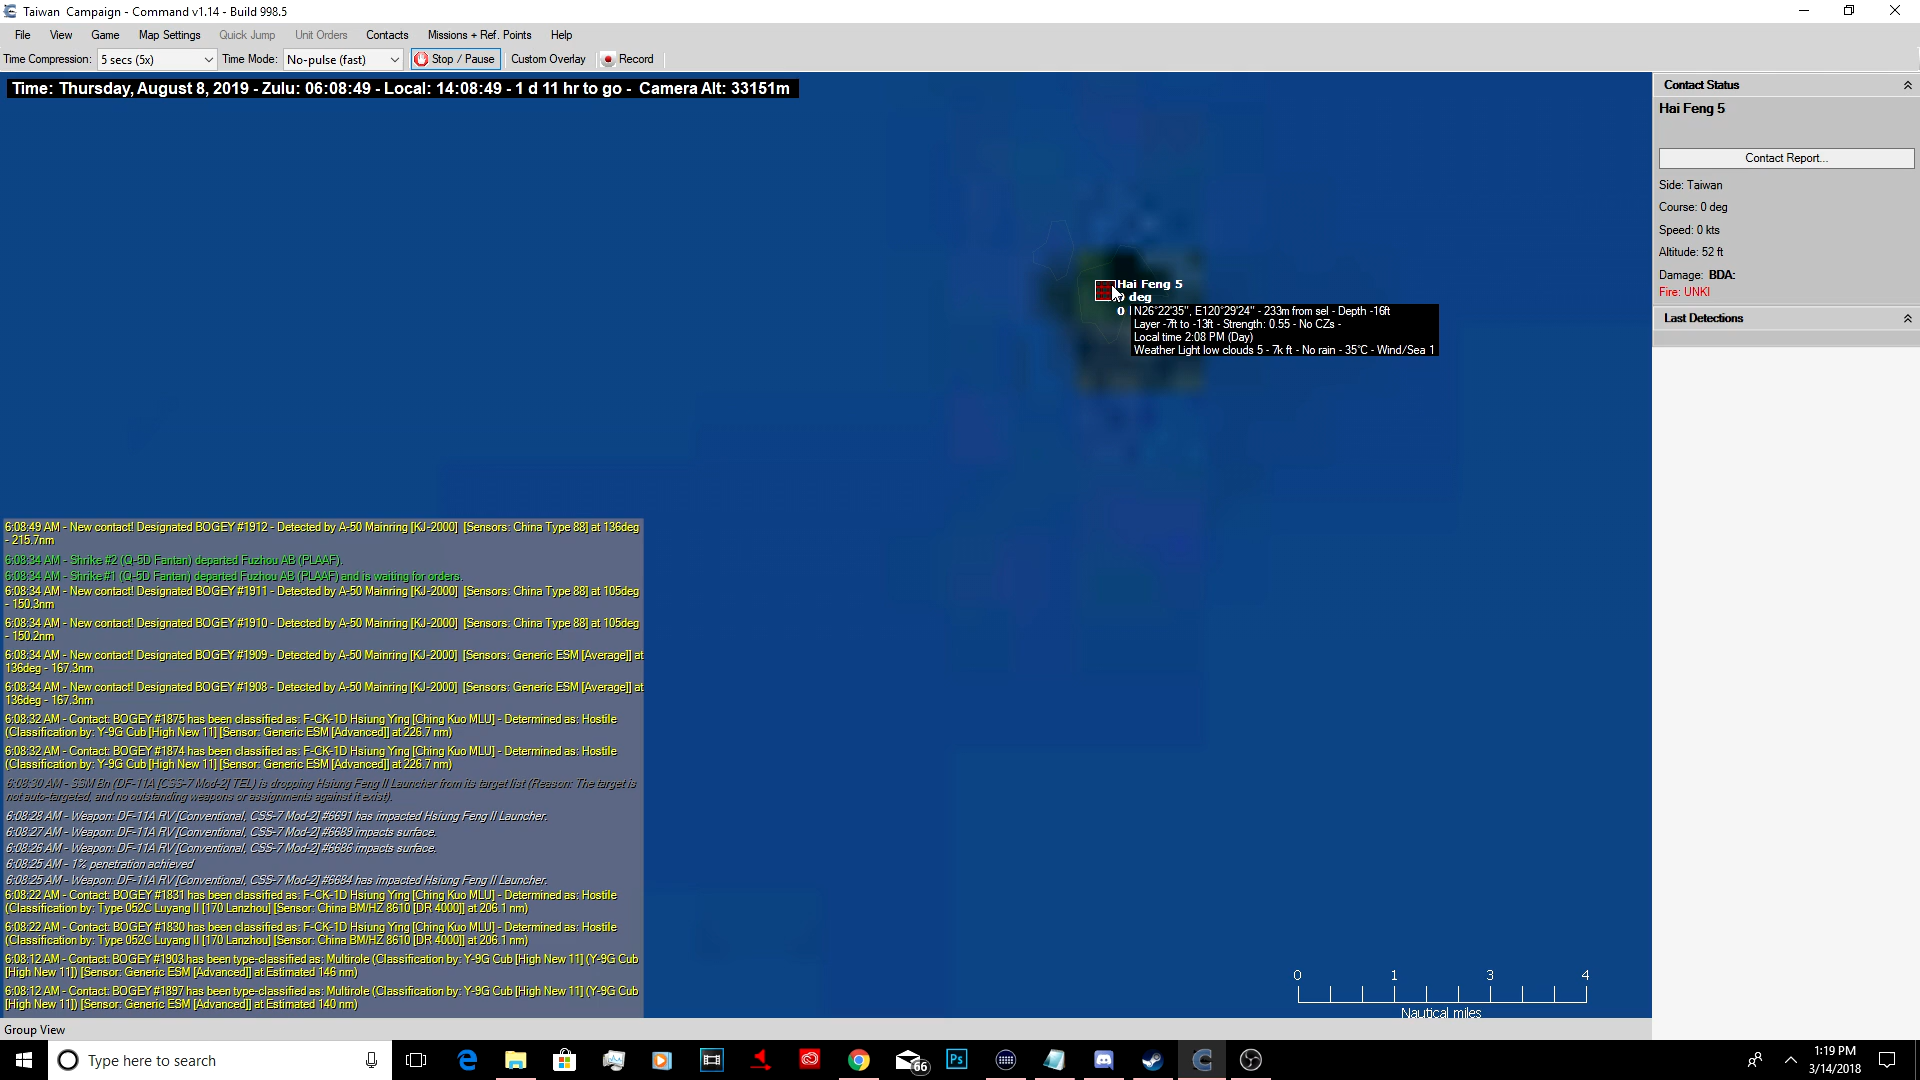 Taiwan Campaign - Command v1.14 - Build 998.5
File View Game Map Settings Quick Jump Unit Orders Contacts Missions + Ref. Points Help
Time Compression: 5 secs (5x) Time Mode: No-pulse (fast) Stop / Pause Custom Overlay Record
Time: Thursday, August 8, 2019 - Zulu: 06:08:49 - Local: 14:08:49 - 1 d 11 hr to go - Camera Alt: 33151m
Contact Status
Hai Feng 5
Contact Report...
Side: Taiwan
Course: 0 deg
Speed: 0 kts
Altitude: 52 ft
Damage: BDA:
Fire: UNKI
Last Detections
Hai Feng 5
deg
0
N26°22'35", E120°29'24" - 233m from sel - Depth -16ft
Layer -7ft to -13ft - Strength: 0.55 - No CZs -
Local time 2:08 PM (Day)
Weather Light low clouds 5 - 7k ft - No rain - 35°C - Wind/Sea 1
6:08:49 AM - New contact! Designated BOGEY #1912 - Detected by A-50 Mainring [KJ-2000] [Sensors: China Type 88] at 136deg
- 215.7nm
6:08:34 AM - Shrike #2 (Q-5D Fantan) departed Fuzhou AB (PLAAF).
6:08:34 AM - Shrike #1 (Q-5D Fantan) departed Fuzhou AB (PLAAF) and is waiting for orders.
6:08:34 AM - New contact! Designated BOGEY #1911 - Detected by A-50 Mainring [KJ-2000] [Sensors: China Type 88] at 105deg
- 150.3nm
6:08:34 AM - New contact! Designated BOGEY #1910 - Detected by A-50 Mainring [KJ-2000] [Sensors: China Type 88] at 105deg
- 150.2nm
6:08:34 AM - New contact! Designated BOGEY #1909 - Detected by A-50 Mainring [KJ-2000] [Sensors: Generic ESM [Average]] at
136deg - 167.3nm
6:08:34 AM - New contact! Designated BOGEY #1908 - Detected by A-50 Mainring [KJ-2000] [Sensors: Generic ESM [Average]] at
136deg - 167.3nm
6:08:32 AM - Contact: BOGEY #1875 has been classified as: F-CK-1D Hsiung Ying [Ching Kuo MLU] - Determined as: Hostile
(Classification by: Y-9G Cub [High New 11] [Sensor: Generic ESM [Advanced]] at 226.7 nm)
6:08:32 AM - Contact: BOGEY #1874 has been classified as: F-CK-1D Hsiung Ying [Ching Kuo MLU] - Determined as: Hostile
(Classification by: Y-9G Cub [High New 11] [Sensor: Generic ESM [Advanced]] at 226.7 nm)
6:08:30 AM - SSM Bn (DF-11A [CSS-7 Mod-2] TEL) is dropping Hsiung Feng II Launcher from its target list (Reason: The target is
not auto-targeted, and no outstanding weapons or assignments against it exist).
6:08:28 AM - Weapon: DF-11A RV [Conventional, CSS-7 Mod-2] #6691 has impacted Hsiung Feng II Launcher.
6:08:27 AM - Weapon: DF-11A RV [Conventional, CSS-7 Mod-2] #6689 impacts surface.
6:08:26 AM - Weapon: DF-11A RV [Conventional, CSS-7 Mod-2] #6686 impacts surface.
6:08:25 AM - 1% penetration achieved
6:08:25 AM - Weapon: DF-11A RV [Conventional, CSS-7 Mod-2] #6684 has impacted Hsiung Feng II Launcher.
6:08:22 AM - Contact: BOGEY #1831 has been classified as: F-CK-1D Hsiung Ying [Ching Kuo MLU] - Determined as: Hostile
(Classification by: Type 052C Luyang II [170 Lanzhou] [Sensor: China BM/HZ 8610 [DR 4000]] at 206.1 nm)
6:08:22 AM - Contact: BOGEY #1830 has been classified as: F-CK-1D Hsiung Ying [Ching Kuo MLU] - Determined as: Hostile
(Classification by: Type 052C Luyang II [170 Lanzhou] [Sensor: China BM/HZ 8610 [DR 4000]] at 206.1 nm)
6:08:12 AM - Contact: BOGEY #1903 has been type-classified as: Multirole (Classification by: Y-9G Cub [High New 11] (Y-9G Cub
[High New 11]) [Sensor: Generic ESM [Advanced]] at Estimated 146 nm)
6:08:12 AM - Contact: BOGEY #1897 has been type-classified as: Multirole (Classification by: Y-9G Cub [High New 11] (Y-9G Cub
[High New 11]) [Sensor: Generic ESM [Advanced]] at Estimated 140 nm)
0 1 3 4
Nautical miles
Group View
Type here to search
66
Ps
1:19 PM
3/14/2018